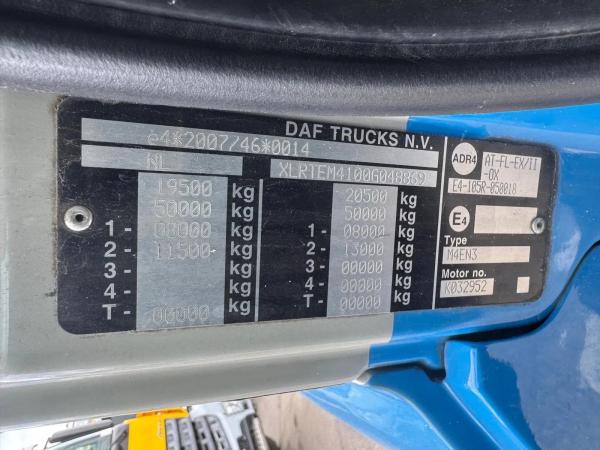 DAF TRUCKS N.V.
e4*2007/46*0014
NL XLRTEM4100G048869
19500 kg 20500 kg
50000 kg 50000 kg
1 - 08000 kg 1 - 08000 kg
2 - 11500 kg 2 - 13000 kg
3 - kg 3 - 00000 kg
4 - kg 4 - 00000 kg
T - 00000 kg T - 00000 kg
ADR4 AT-FL-EX/II
-OX
E4-105R-050018
E4
Type
M4EN3
Motor no.
K032952